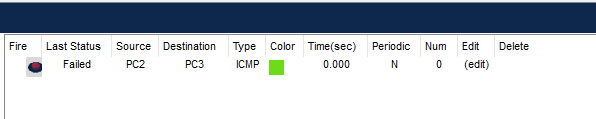 Fire Last Status Source Destination Type Color Time(sec) Periodic Num Edit Delete
Failed PC2 PC3 ICMP 0.000 N 0 (edit)